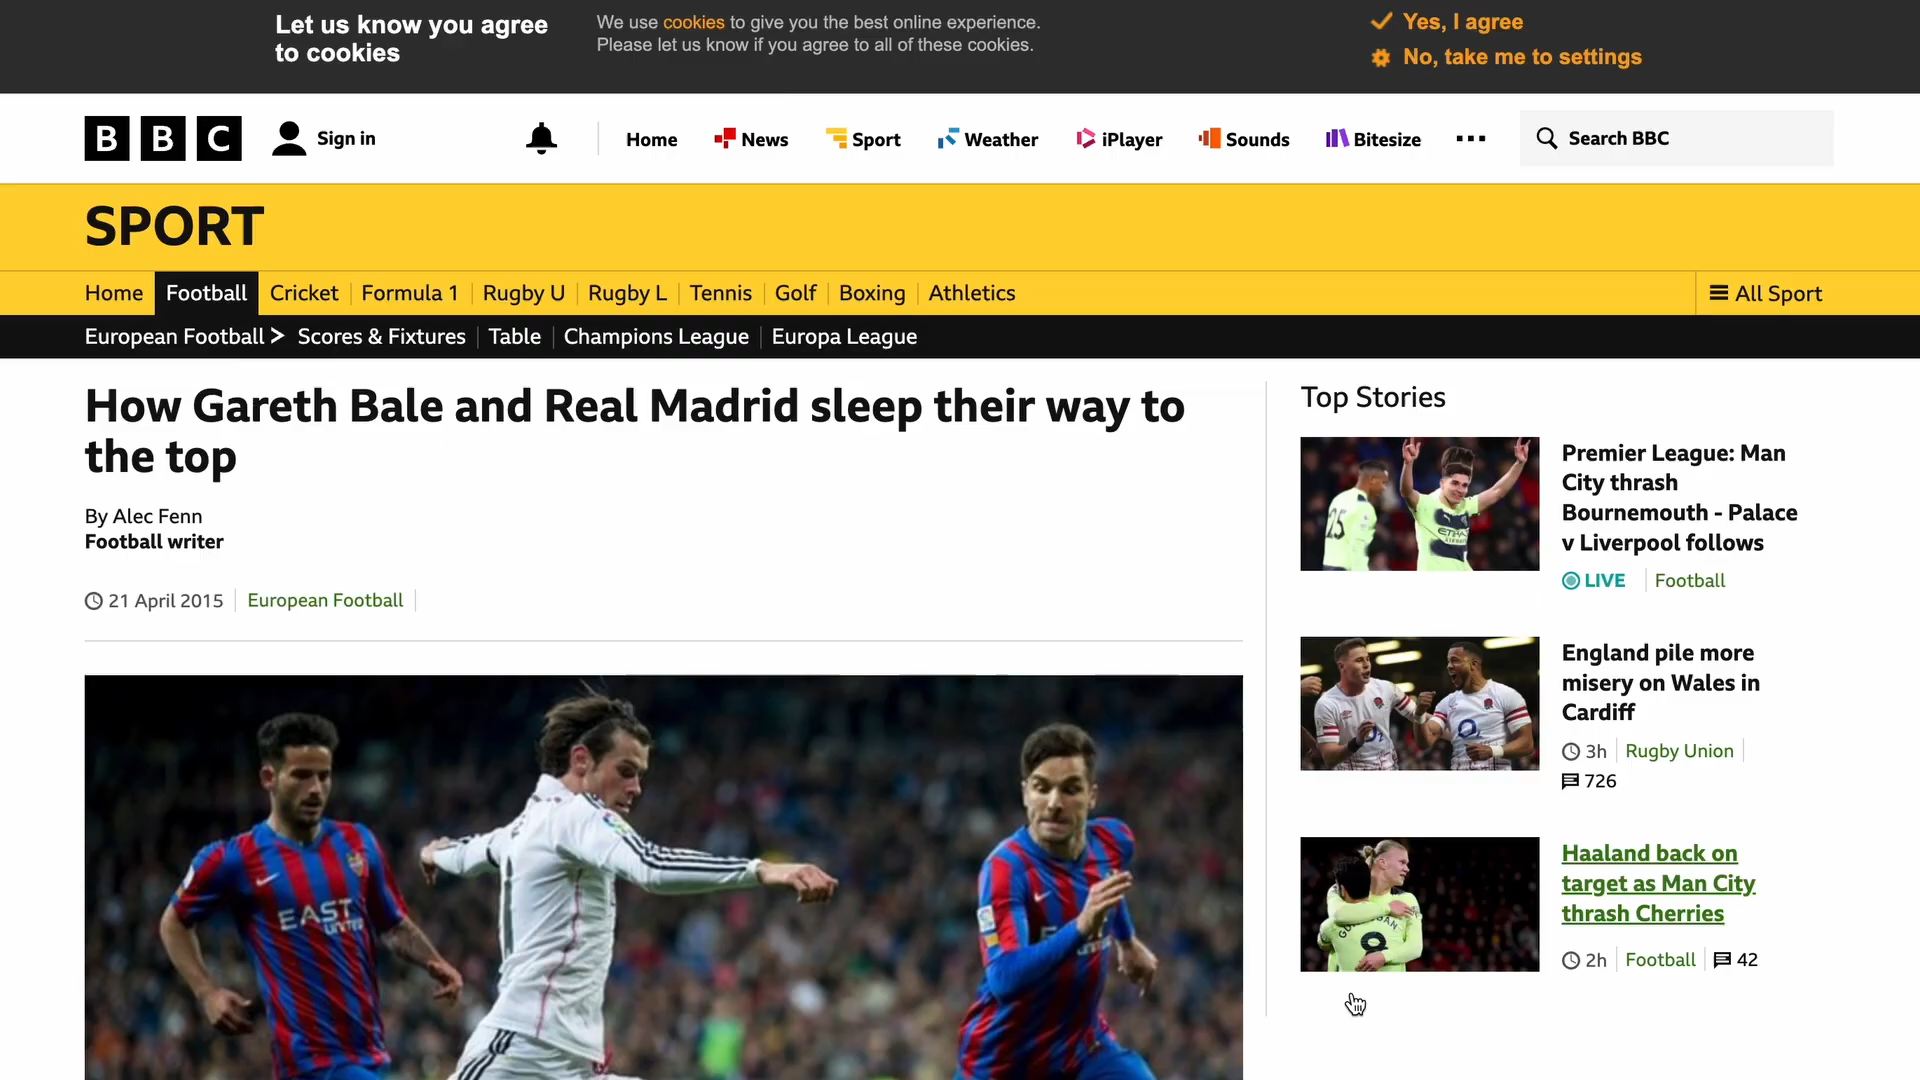 Let us know you agree
to cookies
We use cookies to give you the best online experience.
Please let us know if you agree to all of these cookies.
Yes, I agree
No, take me to settings
BBC
Sign in
Home
News
Sport
Weather
iPlayer
Sounds
Bitesize
Search BBC
SPORT
Home
Football
Cricket
Formula 1
Rugby U
Rugby L
Tennis
Golf
Boxing
Athletics
All Sport
European Football
Scores & Fixtures
Table
Champions League
Europa League
How Gareth Bale and Real Madrid sleep their way to
the top
By Alec Fenn
Football writer
21 April 2015
European Football
EAST
UNITED
Top Stories
Premier League: Man
City thrash
Bournemouth - Palace
v Liverpool follows
LIVE
Football
England pile more
misery on Wales in
Cardiff
3h
Rugby Union
726
Haaland back on
target as Man City
thrash Cherries
2h
Football
42
25